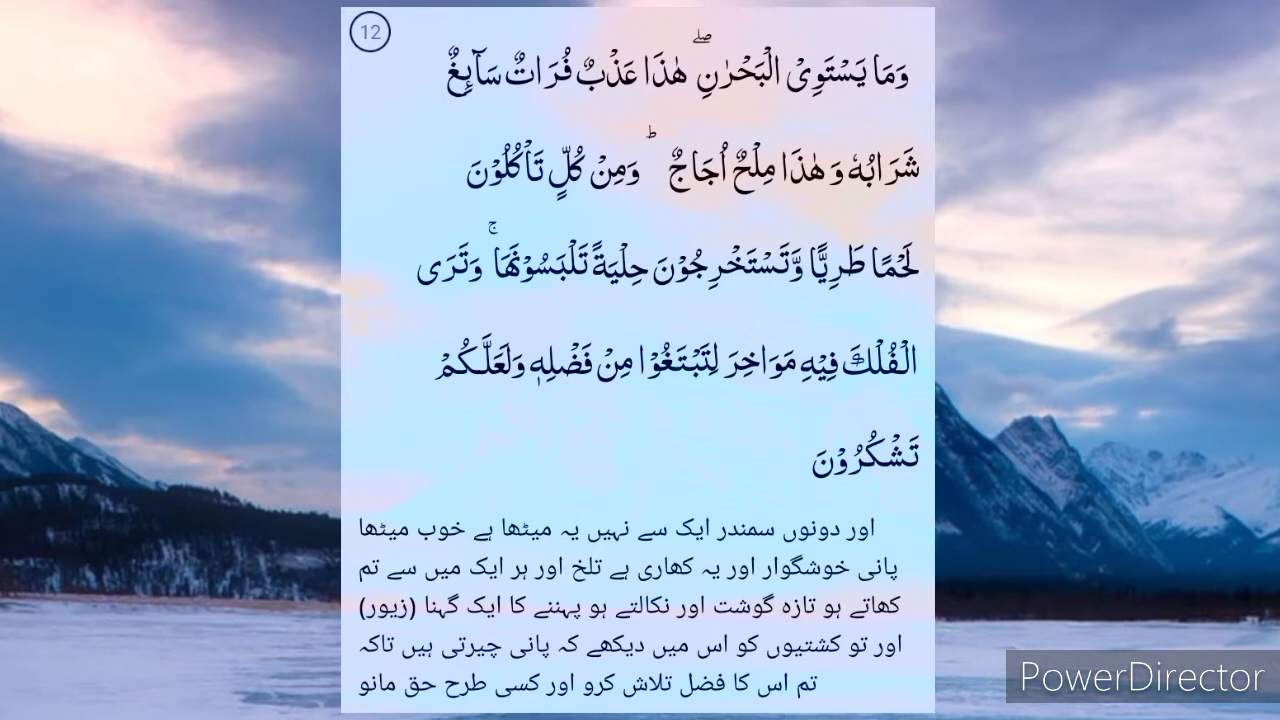 12
وَمَا يَسْتَوِىْ الْبَحْرٰنِ ۖ هٰذَا عَذْبٌ فُرَاتٌ سَآىِٕغٌ
شَرَابُهٗ وَ هٰذَا مِلْحٌ اُجَاجٌ ؕ وَمِنْ كُلٍّ تَاْكُلُوْنَ
لَحْمًا طَرِيًّا وَّتَسْتَخْرِجُوْنَ حِلْيَةً تَلْبَسُوْنَهَا ۚ وَتَرَى
الْفُلْكَ فِيْهِ مَوَاخِرَ لِتَبْتَغُوْا مِنْ فَضْلِهٖ وَلَعَلَّكُمْ
تَشْكُرُوْنَ
اور دونوں سمندر ایک سے نہیں یہ میٹھا ہے خوب میٹھا
پانی خوشگوار اور یہ کھاری ہے تلخ اور ہر ایک میں سے تم
کھاتے ہو تازہ گوشت اور نکالتے ہو پہننے کا ایک گہنا (زیور)
اور تو کشتیوں کو اس میں دیکھے کہ پانی چیرتی ہیں تاکہ
تم اس کا فضل تلاش کرو اور کسی طرح حق مانو
PowerDirector